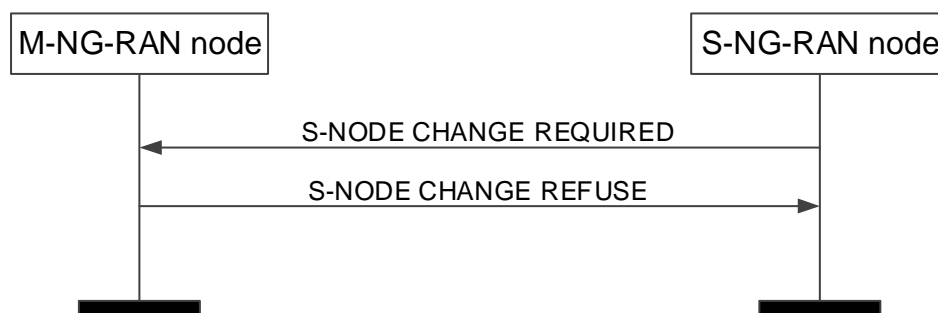 M-NG-RAN node
S-NG-RAN node
S-NODE CHANGE REQUIRED
S-NODE CHANGE REFUSE